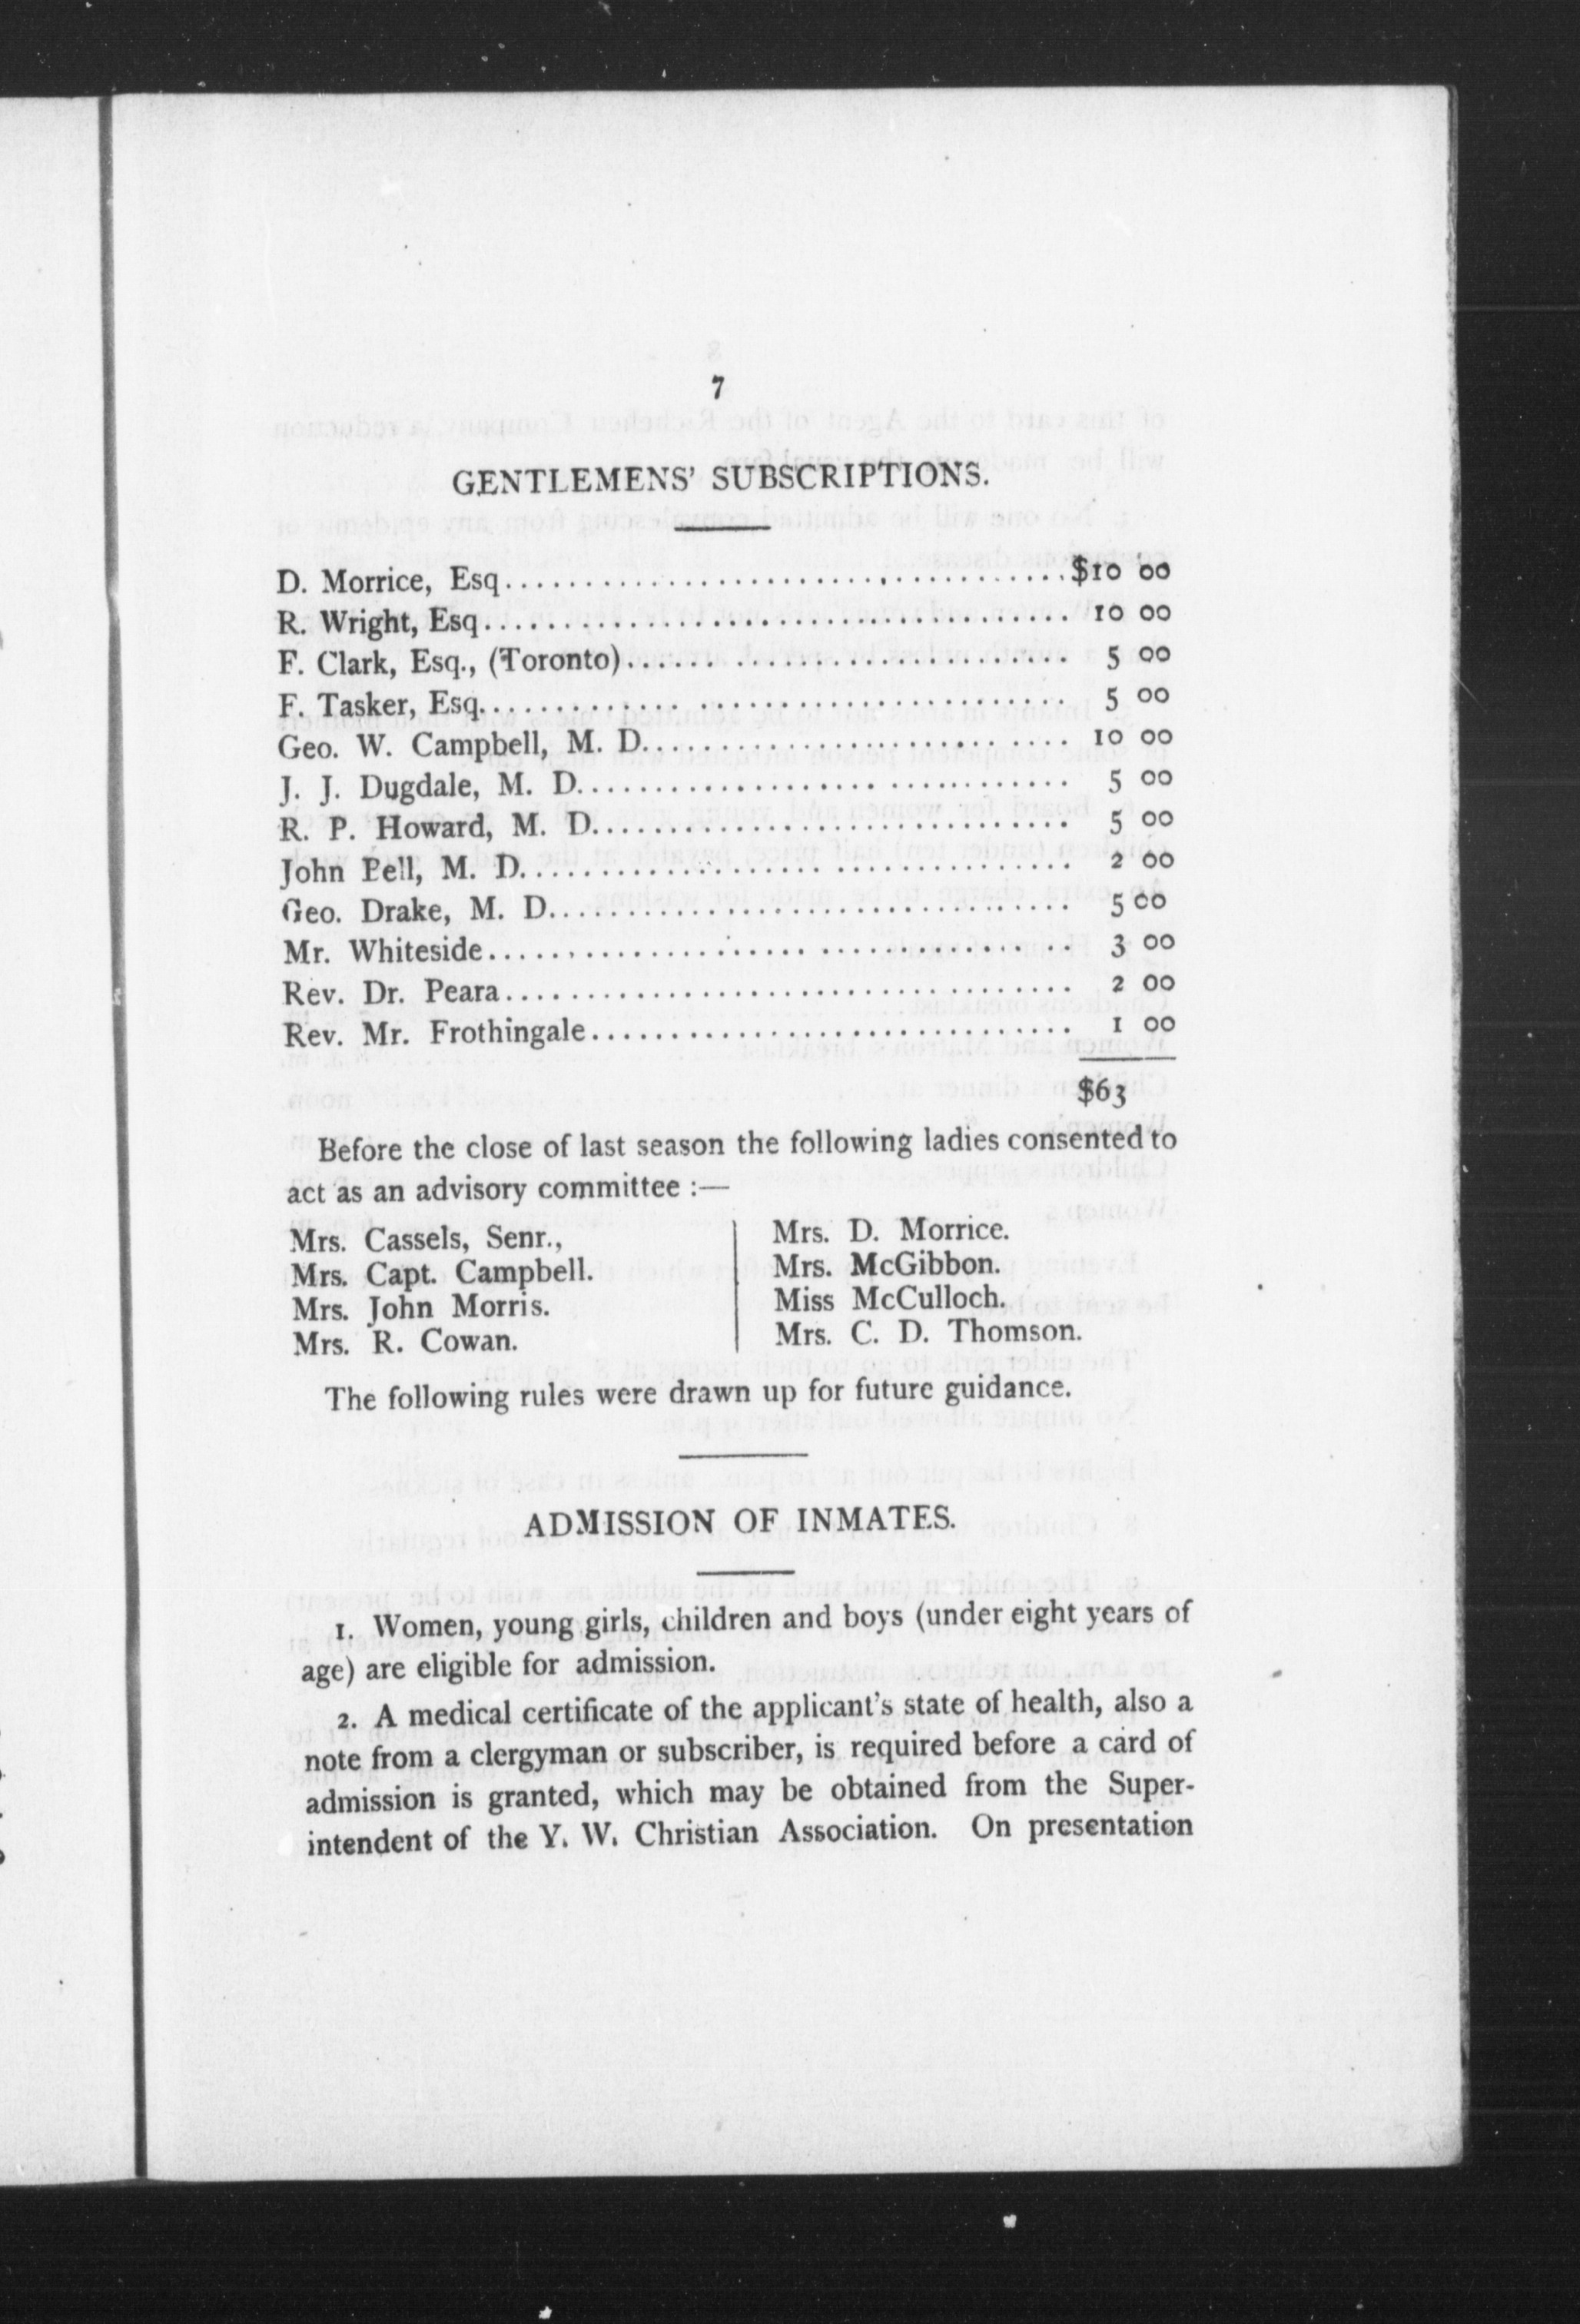 7
GENTLEMENS' SUBSCRIPTIONS.
D. Morrice, Esq. $10 00
R. Wright, Esq. 10 00
F. Clark, Esq., (Toronto) 5 00
F. Tasker, Esq. 5 00
Geo. W. Campbell, M. D. 10 00
J. J. Dugdale, M. D. 5 00
R. P. Howard, M. D. 5 00
John Bell, M. D. 2 00
Geo. Drake, M. D. 5 00
Mr. Whiteside 3 00
Rev. Dr. Peara 2 00
Rev. Mr. Frothingale 1 00
$63
Before the close of last season the following ladies consented to
act as an advisory committee :—
Mrs. Cassels, Senr.,
Mrs. Capt. Campbell.
Mrs. John Morris.
Mrs. R. Cowan.
Mrs. D. Morrice.
Mrs. McGibbon.
Miss McCulloch.
Mrs. C. D. Thomson.
The following rules were drawn up for future guidance.
ADMISSION OF INMATES.
1. Women, young girls, children and boys (under eight years of
age) are eligible for admission.
2. A medical certificate of the applicant's state of health, also a
note from a clergyman or subscriber, is required before a card of
admission is granted, which may be obtained from the Super-
intendent of the Y. W. Christian Association. On presentation